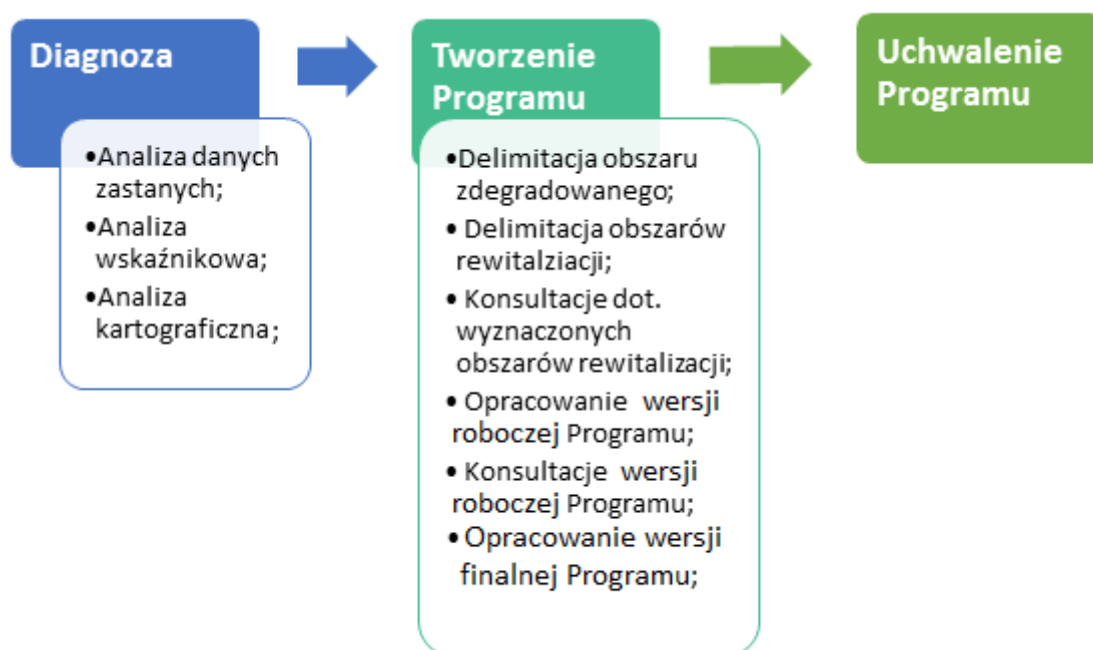 Diagnoza
•Analiza danych
zastanych;
•Analiza
wskaźnikowa;
•Analiza
kartograficzna;
Tworzenie
Programu
•Delimitacja obszaru
zdegradowanego;
• Delimitacja obszarów
rewitalziacji;
• Konsultacje dot.
wyznaczonych
obszarów rewitalizacji;
• Opracowanie wersji
roboczej Programu;
• Konsultacje wersji
roboczej Programu;
• Opracowanie wersji
finalnej Programu;
Uchwalenie
Programu